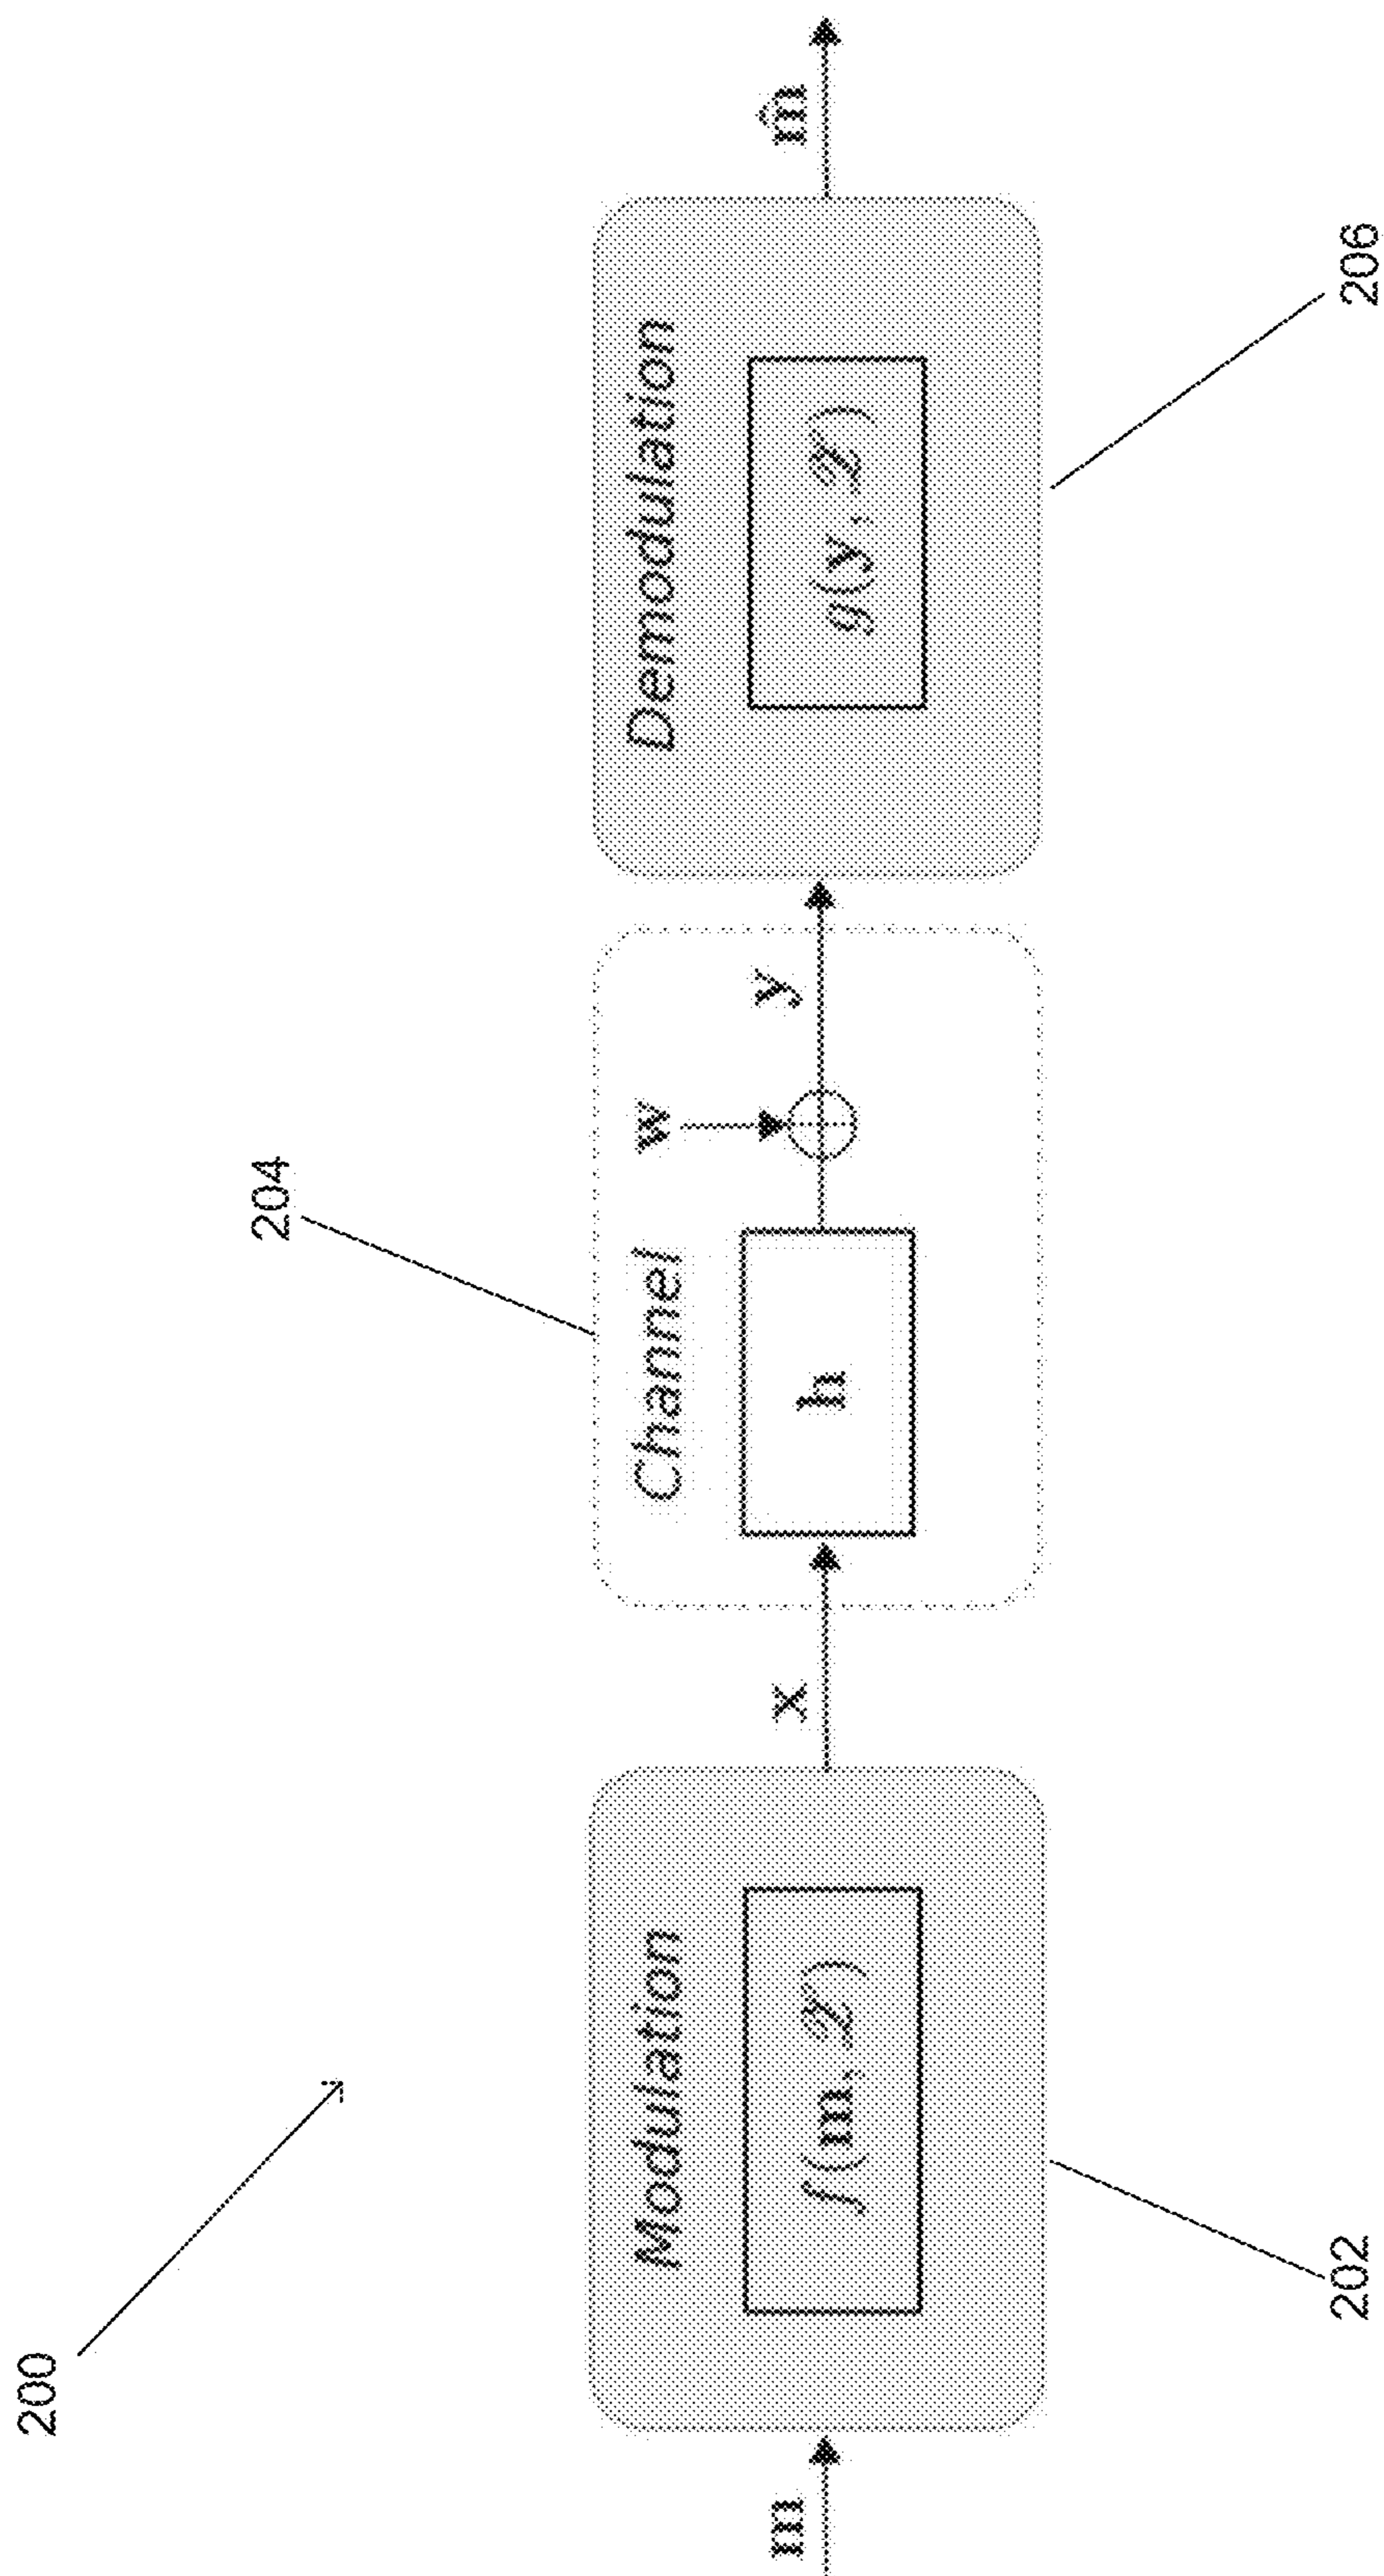 200
204
m
Modulation
f(m, 𝒳)
x
Channel
h
w
y
Demodulation
g(y, 𝒳)
m̂
202
206